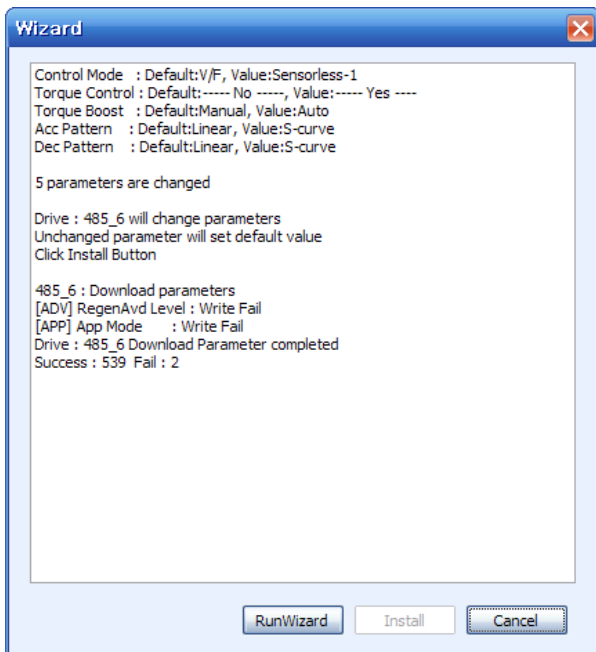 Wizard
Control Mode : Default:V/F, Value:Sensorless-1
Torque Control : Default:----- No -----, Value:----- Yes ----
Torque Boost : Default:Manual, Value:Auto
Acc Pattern : Default:Linear, Value:S-curve
Dec Pattern : Default:Linear, Value:S-curve
5 parameters are changed
Drive : 485_6 will change parameters
Unchanged parameter will set default value
Click Install Button
485_6 : Download parameters
[ADV] RegenAvd Level : Write Fail
[APP] App Mode : Write Fail
Drive : 485_6 Download Parameter completed
Success : 539 Fail : 2
RunWizard Install Cancel